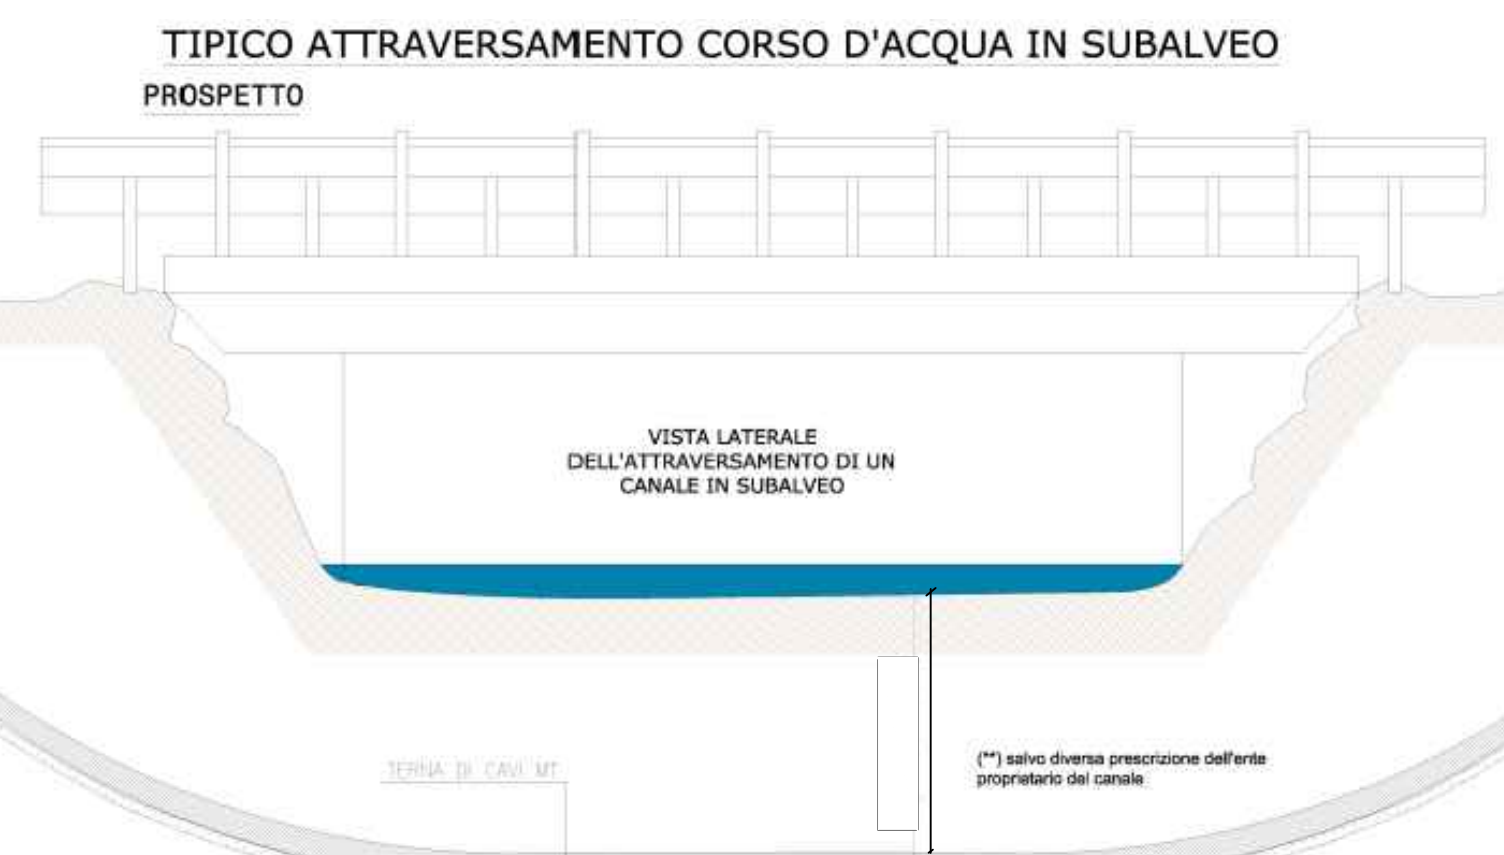 TIPICO ATTRAVERSAMENTO CORSO D'ACQUA IN SUBALVEO
PROSPETTO
VISTA LATERALE
DELL'ATTRAVERSAMENTO DI UN
CANALE IN SUBALVEO
(**) salvo diversa prescrizione dell'ente
proprietario del canale
TERNA DI CAVI MT